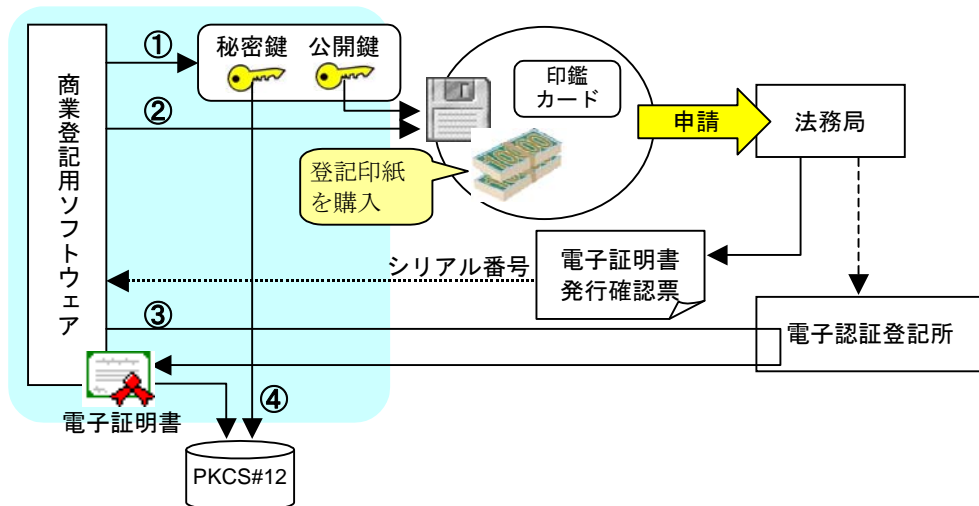 商業登記用ソフトウェア
①
秘密鍵 公開鍵
②
印鑑
カード
申請
法務局
登記印紙
を購入
シリアル番号
電子証明書
発行確認票
③
電子認証登記所
電子証明書
④
PKCS#12